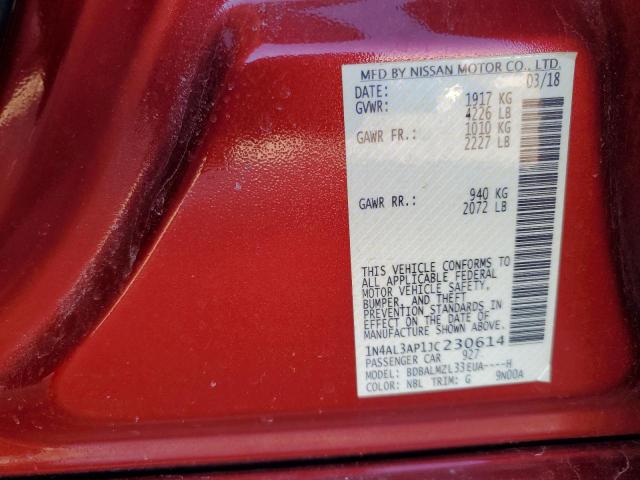 MFD BY NISSAN MOTOR CO., LTD.
DATE: 03/18
GVWR: 1917 KG
4226 LB
GAWR FR.: 1010 KG
2227 LB
GAWR RR.: 940 KG
2072 LB
THIS VEHICLE CONFORMS TO
ALL APPLICABLE FEDERAL
MOTOR VEHICLE SAFETY,
BUMPER, AND THEFT
PREVENTION STANDARDS IN
EFFECT ON THE DATE OF
MANUFACTURE SHOWN ABOVE.
1N4AL3AP1JC230614
PASSENGER CAR 927
MODEL: BDBALMZL33EUA----H
COLOR: NBL TRIM: G 9N00A